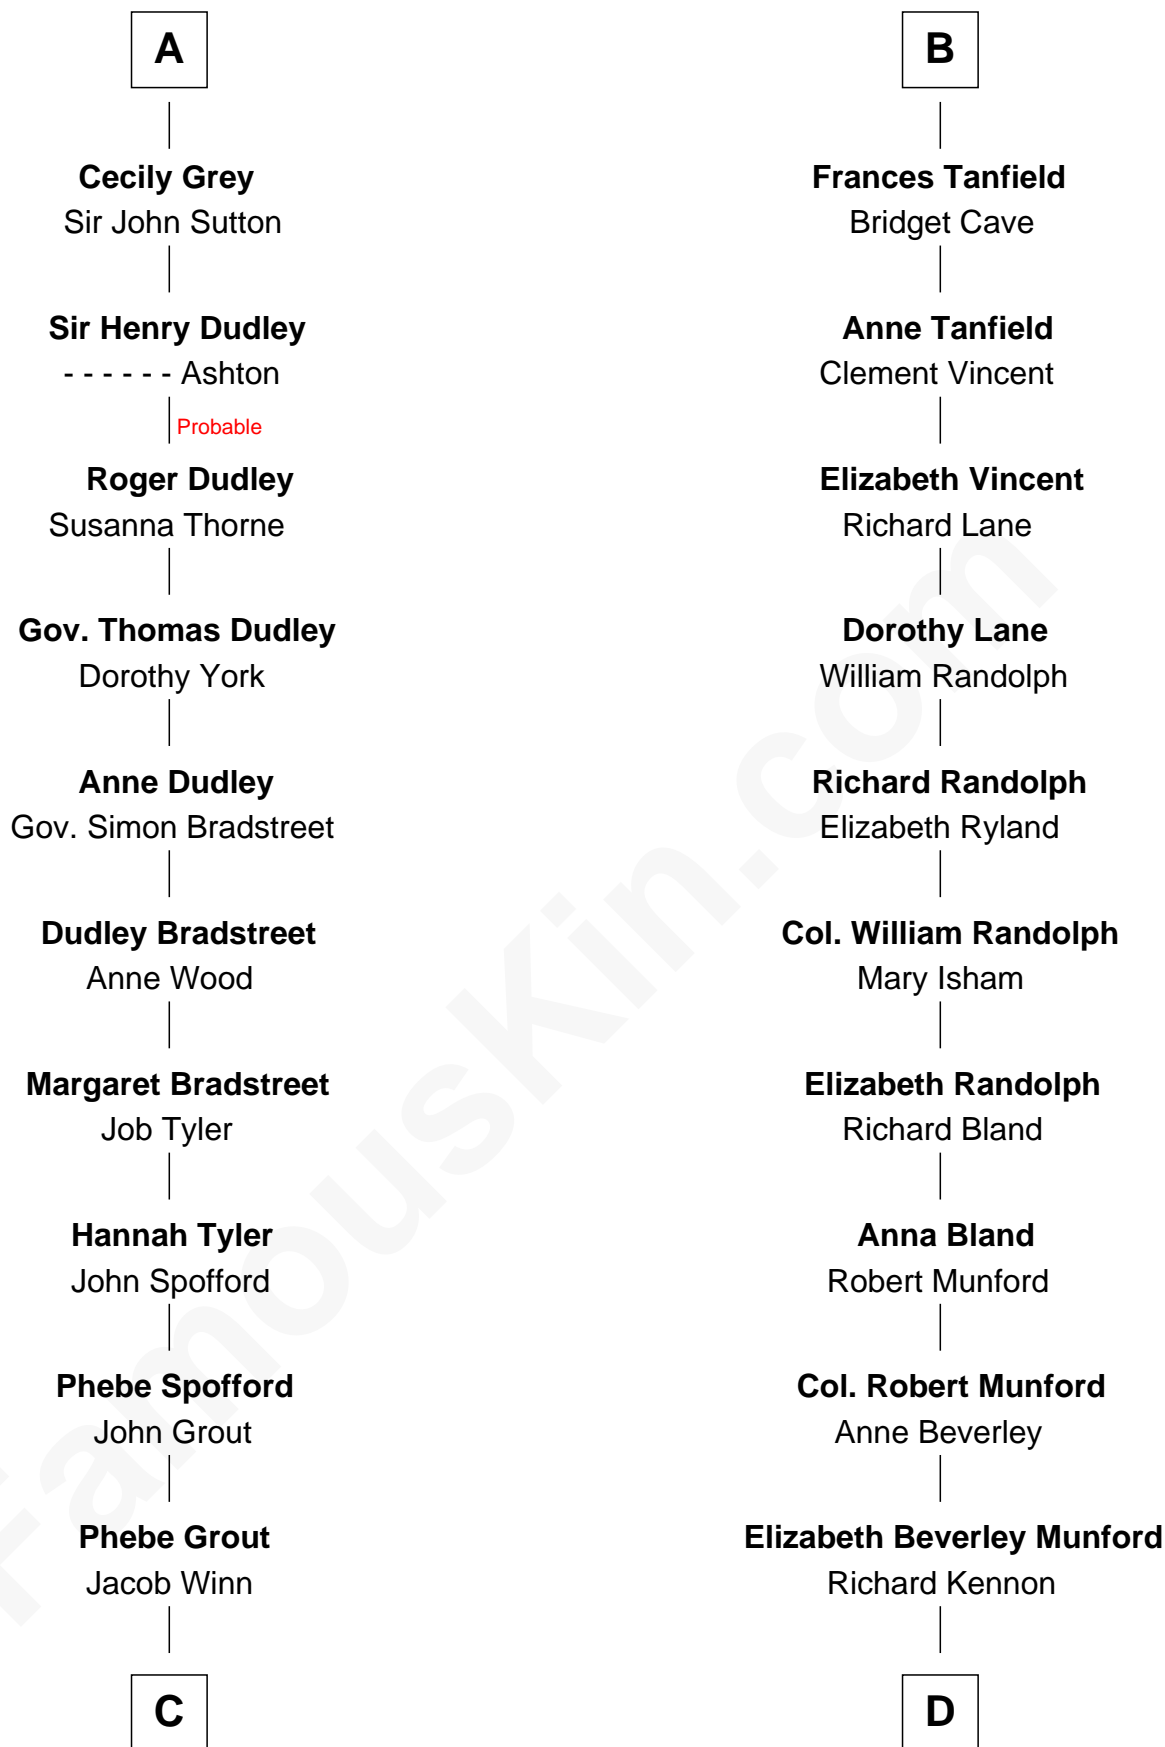 A
Cecily Grey
Sir John Sutton
Sir Henry Dudley
- - - - - - Ashton
Probable
Roger Dudley
Susanna Thorne
Gov. Thomas Dudley
Dorothy York
Anne Dudley
Gov. Simon Bradstreet
Dudley Bradstreet
Anne Wood
Margaret Bradstreet
Job Tyler
Hannah Tyler
John Spofford
Phebe Spofford
John Grout
Phebe Grout
Jacob Winn
C
B
Frances Tanfield
Bridget Cave
Anne Tanfield
Clement Vincent
Elizabeth Vincent
Richard Lane
Dorothy Lane
William Randolph
Richard Randolph
Elizabeth Ryland
Col. William Randolph
Mary Isham
Elizabeth Randolph
Richard Bland
Anna Bland
Robert Munford
Col. Robert Munford
Anne Beverley
Elizabeth Beverley Munford
Richard Kennon
D
FamousKin.com